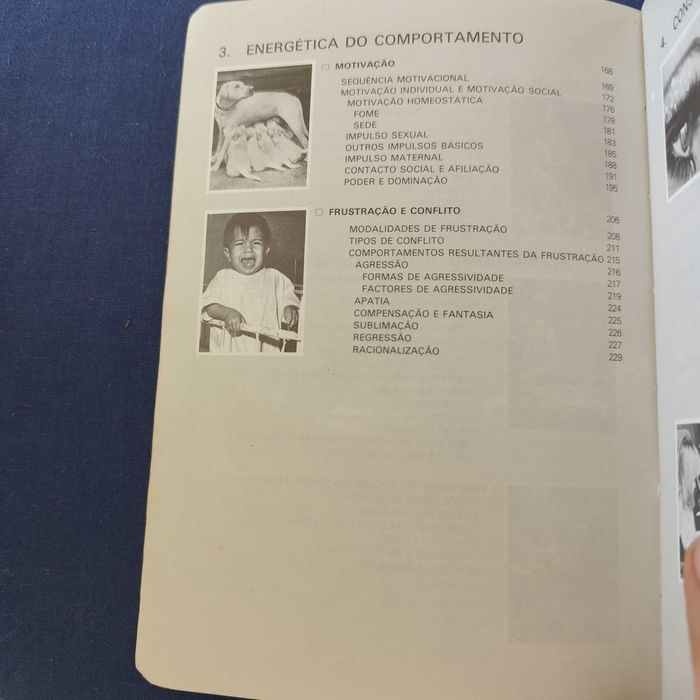 3. ENERGÉTICA DO COMPORTAMENTO
MOTIVAÇÃO 168
SEQUÊNCIA MOTIVACIONAL 169
MOTIVAÇÃO INDIVIDUAL E MOTIVAÇÃO SOCIAL 172
MOTIVAÇÃO HOMEOSTÁTICA 176
FOME 178
SEDE 181
IMPULSO SEXUAL 183
OUTROS IMPULSOS BÁSICOS 185
IMPULSO MATERNAL 188
CONTACTO SOCIAL E AFILIAÇÃO 191
PODER E DOMINAÇÃO 195
FRUSTRAÇÃO E CONFLITO 206
MODALIDADES DE FRUSTRAÇÃO 208
TIPOS DE CONFLITO 211
COMPORTAMENTOS RESULTANTES DA FRUSTRAÇÃO 215
AGRESSÃO 216
FORMAS DE AGRESSIVIDADE 217
FACTORES DE AGRESSIVIDADE 219
APATIA 224
COMPENSAÇÃO E FANTASIA 225
SUBLIMAÇÃO 226
REGRESSÃO 227
RACIONALIZAÇÃO 229
4. CONS